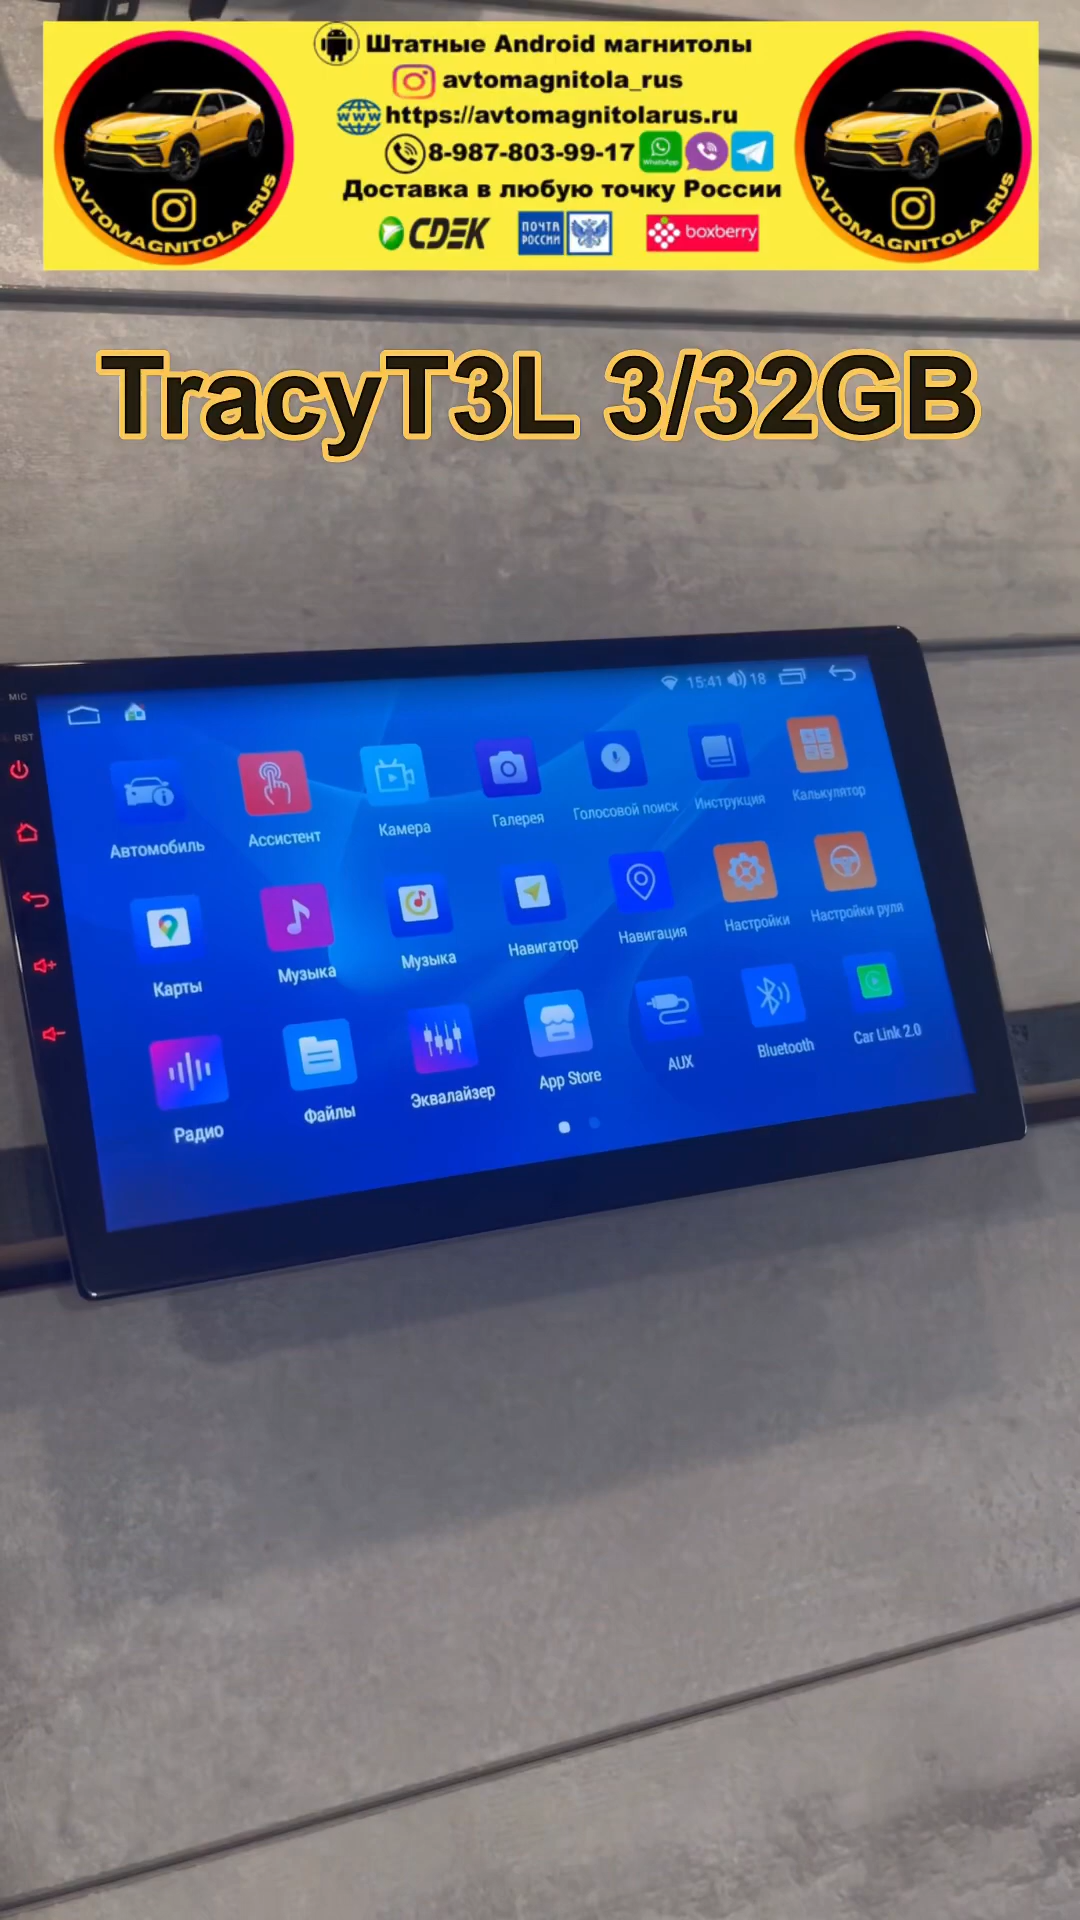 Штатные Android магнитолы
avtomagnitola_rus
www https://avtomagnitolarus.ru
8-987-803-99-17 WhatsApp
Доставка в любую точку России
CDEK ПОЧТА РОССИИ boxberry
AVTOMAGNITOLA_RUS
AVTOMAGNITOLA_RUS
TracyT3L 3/32GB
MIC
RST
15:41 18
Автомобиль Ассистент Камера Галерея Голосовой поиск Инструкция Калькулятор
Карты Музыка Музыка Навигатор Навигация Настройки Настройки руля
Радио Файлы Эквалайзер App Store AUX Bluetooth Car Link 2.0